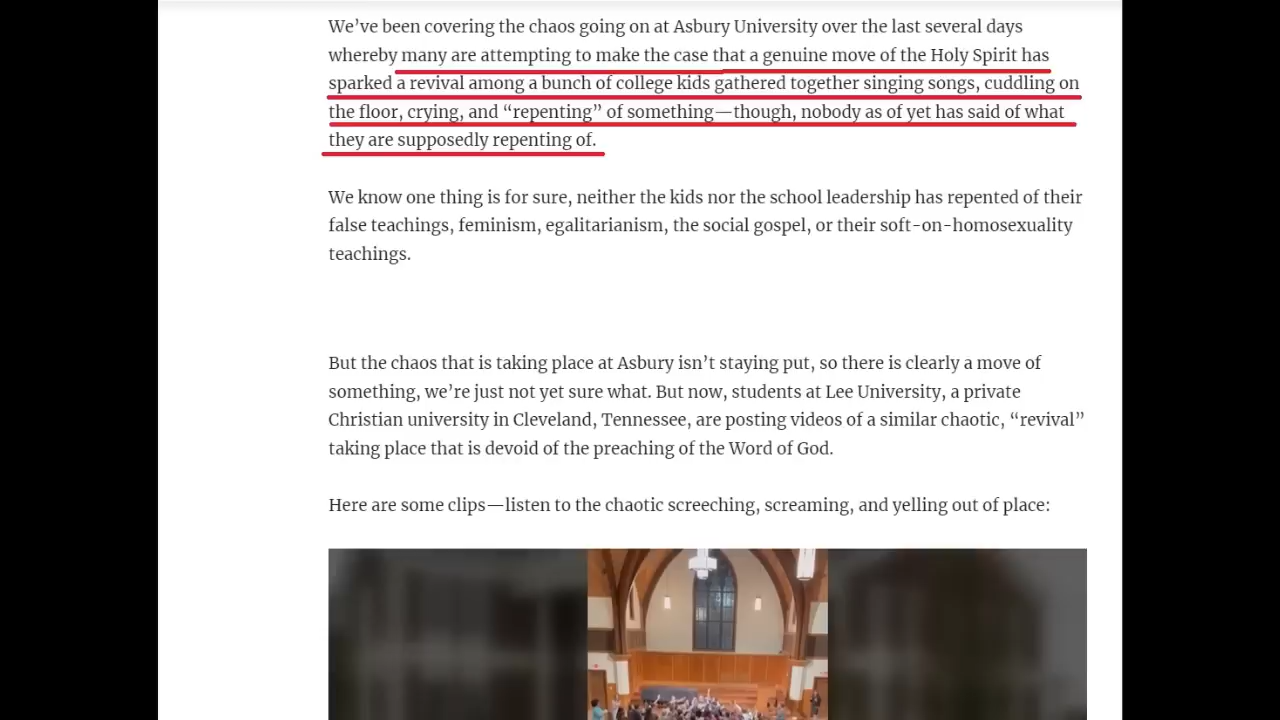 We’ve been covering the chaos going on at Asbury University over the last several days
whereby many are attempting to make the case that a genuine move of the Holy Spirit has
sparked a revival among a bunch of college kids gathered together singing songs, cuddling on
the floor, crying, and “repenting” of something—though, nobody as of yet has said of what
they are supposedly repenting of.
We know one thing is for sure, neither the kids nor the school leadership has repented of their
false teachings, feminism, egalitarianism, the social gospel, or their soft-on-homosexuality
teachings.
But the chaos that is taking place at Asbury isn’t staying put, so there is clearly a move of
something, we’re just not yet sure what. But now, students at Lee University, a private
Christian university in Cleveland, Tennessee, are posting videos of a similar chaotic, “revival”
taking place that is devoid of the preaching of the Word of God.
Here are some clips—listen to the chaotic screeching, screaming, and yelling out of place: